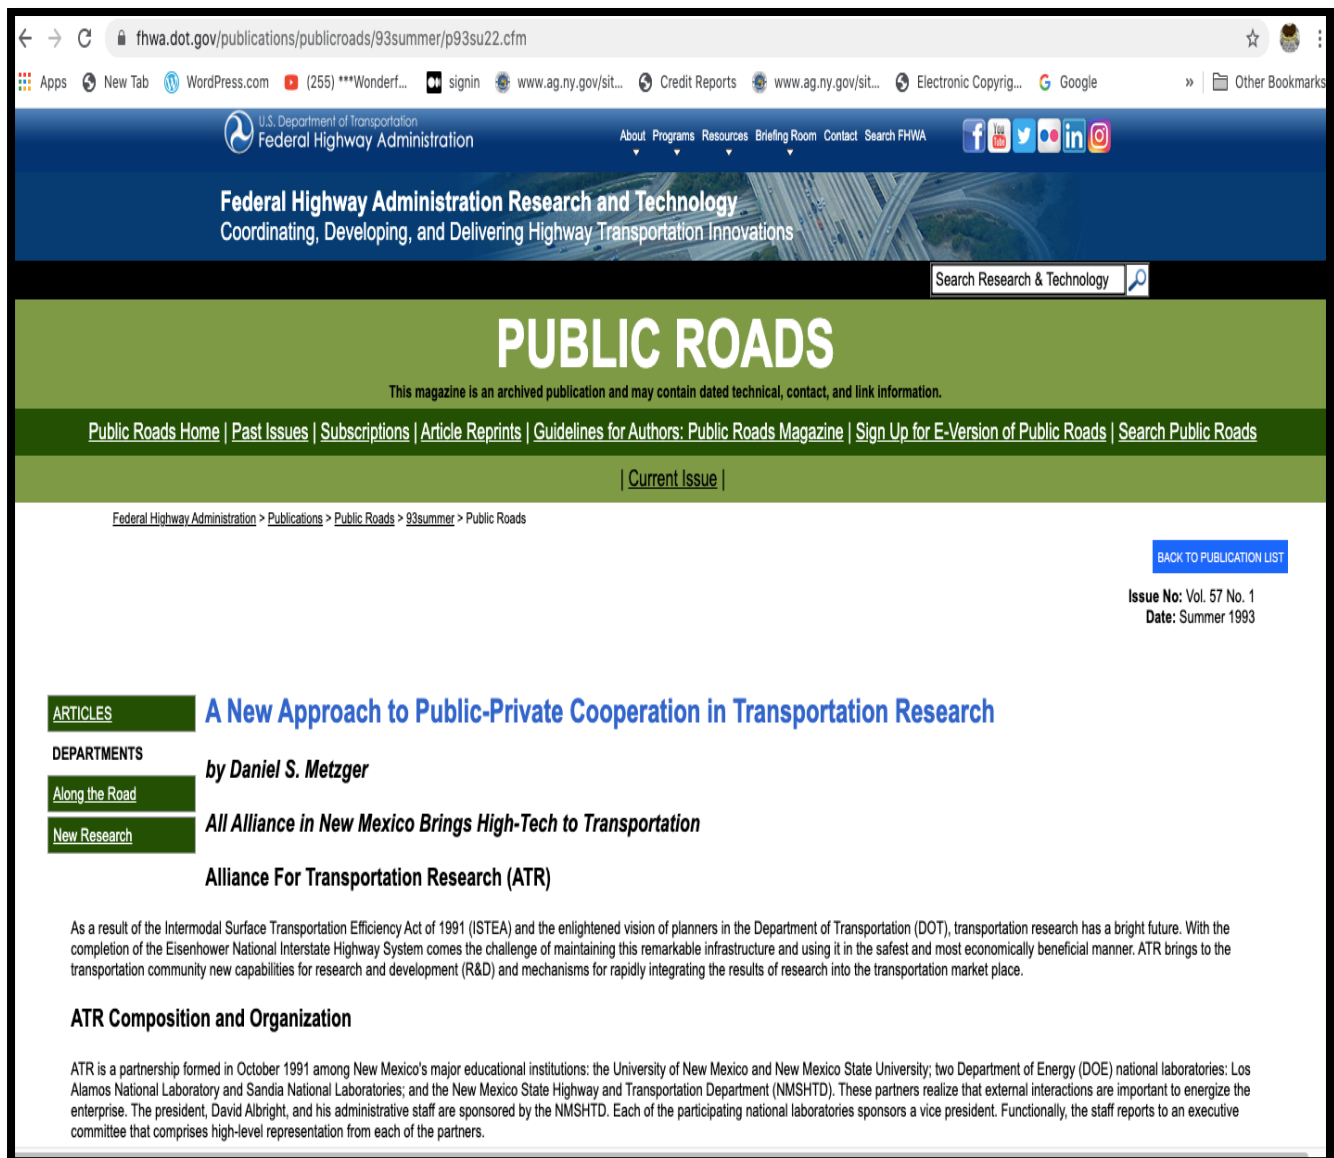 fhwa.dot.gov/publications/publicroads/93summer/p93su22.cfm
Apps New Tab WordPress.com (255) ***Wonderf... signin www.ag.ny.gov/sit... Credit Reports www.ag.ny.gov/sit... Electronic Copyrig... Google » Other Bookmarks
U.S. Department of Transportation
Federal Highway Administration
About Programs Resources Briefing Room Contact Search FHWA
Federal Highway Administration Research and Technology
Coordinating, Developing, and Delivering Highway Transportation Innovations
Search Research & Technology
PUBLIC ROADS
This magazine is an archived publication and may contain dated technical, contact, and link information.
Public Roads Home | Past Issues | Subscriptions | Article Reprints | Guidelines for Authors: Public Roads Magazine | Sign Up for E-Version of Public Roads | Search Public Roads
| Current Issue |
Federal Highway Administration > Publications > Public Roads > 93summer > Public Roads
BACK TO PUBLICATION LIST
Issue No: Vol. 57 No. 1
Date: Summer 1993
ARTICLES
DEPARTMENTS
Along the Road
New Research
A New Approach to Public-Private Cooperation in Transportation Research
by Daniel S. Metzger
All Alliance in New Mexico Brings High-Tech to Transportation
Alliance For Transportation Research (ATR)
As a result of the Intermodal Surface Transportation Efficiency Act of 1991 (ISTEA) and the enlightened vision of planners in the Department of Transportation (DOT), transportation research has a bright future. With the
completion of the Eisenhower National Interstate Highway System comes the challenge of maintaining this remarkable infrastructure and using it in the safest and most economically beneficial manner. ATR brings to the
transportation community new capabilities for research and development (R&D) and mechanisms for rapidly integrating the results of research into the transportation market place.
ATR Composition and Organization
ATR is a partnership formed in October 1991 among New Mexico's major educational institutions: the University of New Mexico and New Mexico State University; two Department of Energy (DOE) national laboratories: Los
Alamos National Laboratory and Sandia National Laboratories; and the New Mexico State Highway and Transportation Department (NMSHTD). These partners realize that external interactions are important to energize the
enterprise. The president, David Albright, and his administrative staff are sponsored by the NMSHTD. Each of the participating national laboratories sponsors a vice president. Functionally, the staff reports to an executive
committee that comprises high-level representation from each of the partners.